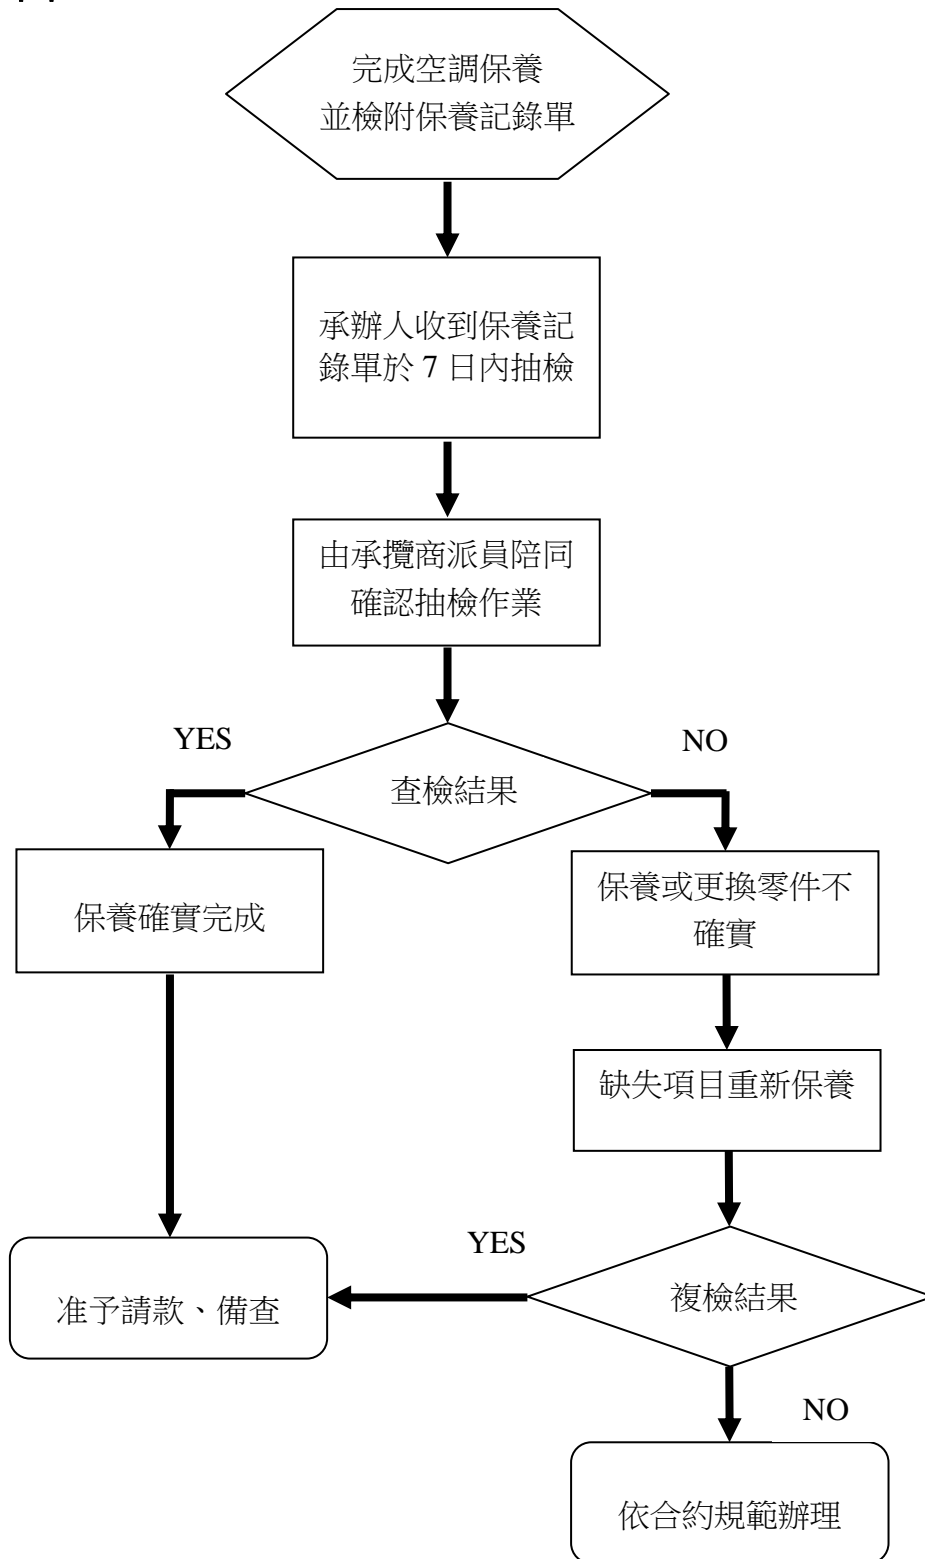 完成空調保養
並檢附保養記錄單
承辦人收到保養記
錄單於 7 日內抽檢
由承攬商派員陪同
確認抽檢作業
YES
NO
查檢結果
保養確實完成
保養或更換零件不
確實
缺失項目重新保養
YES
複檢結果
准予請款、備查
NO
依合約規範辦理